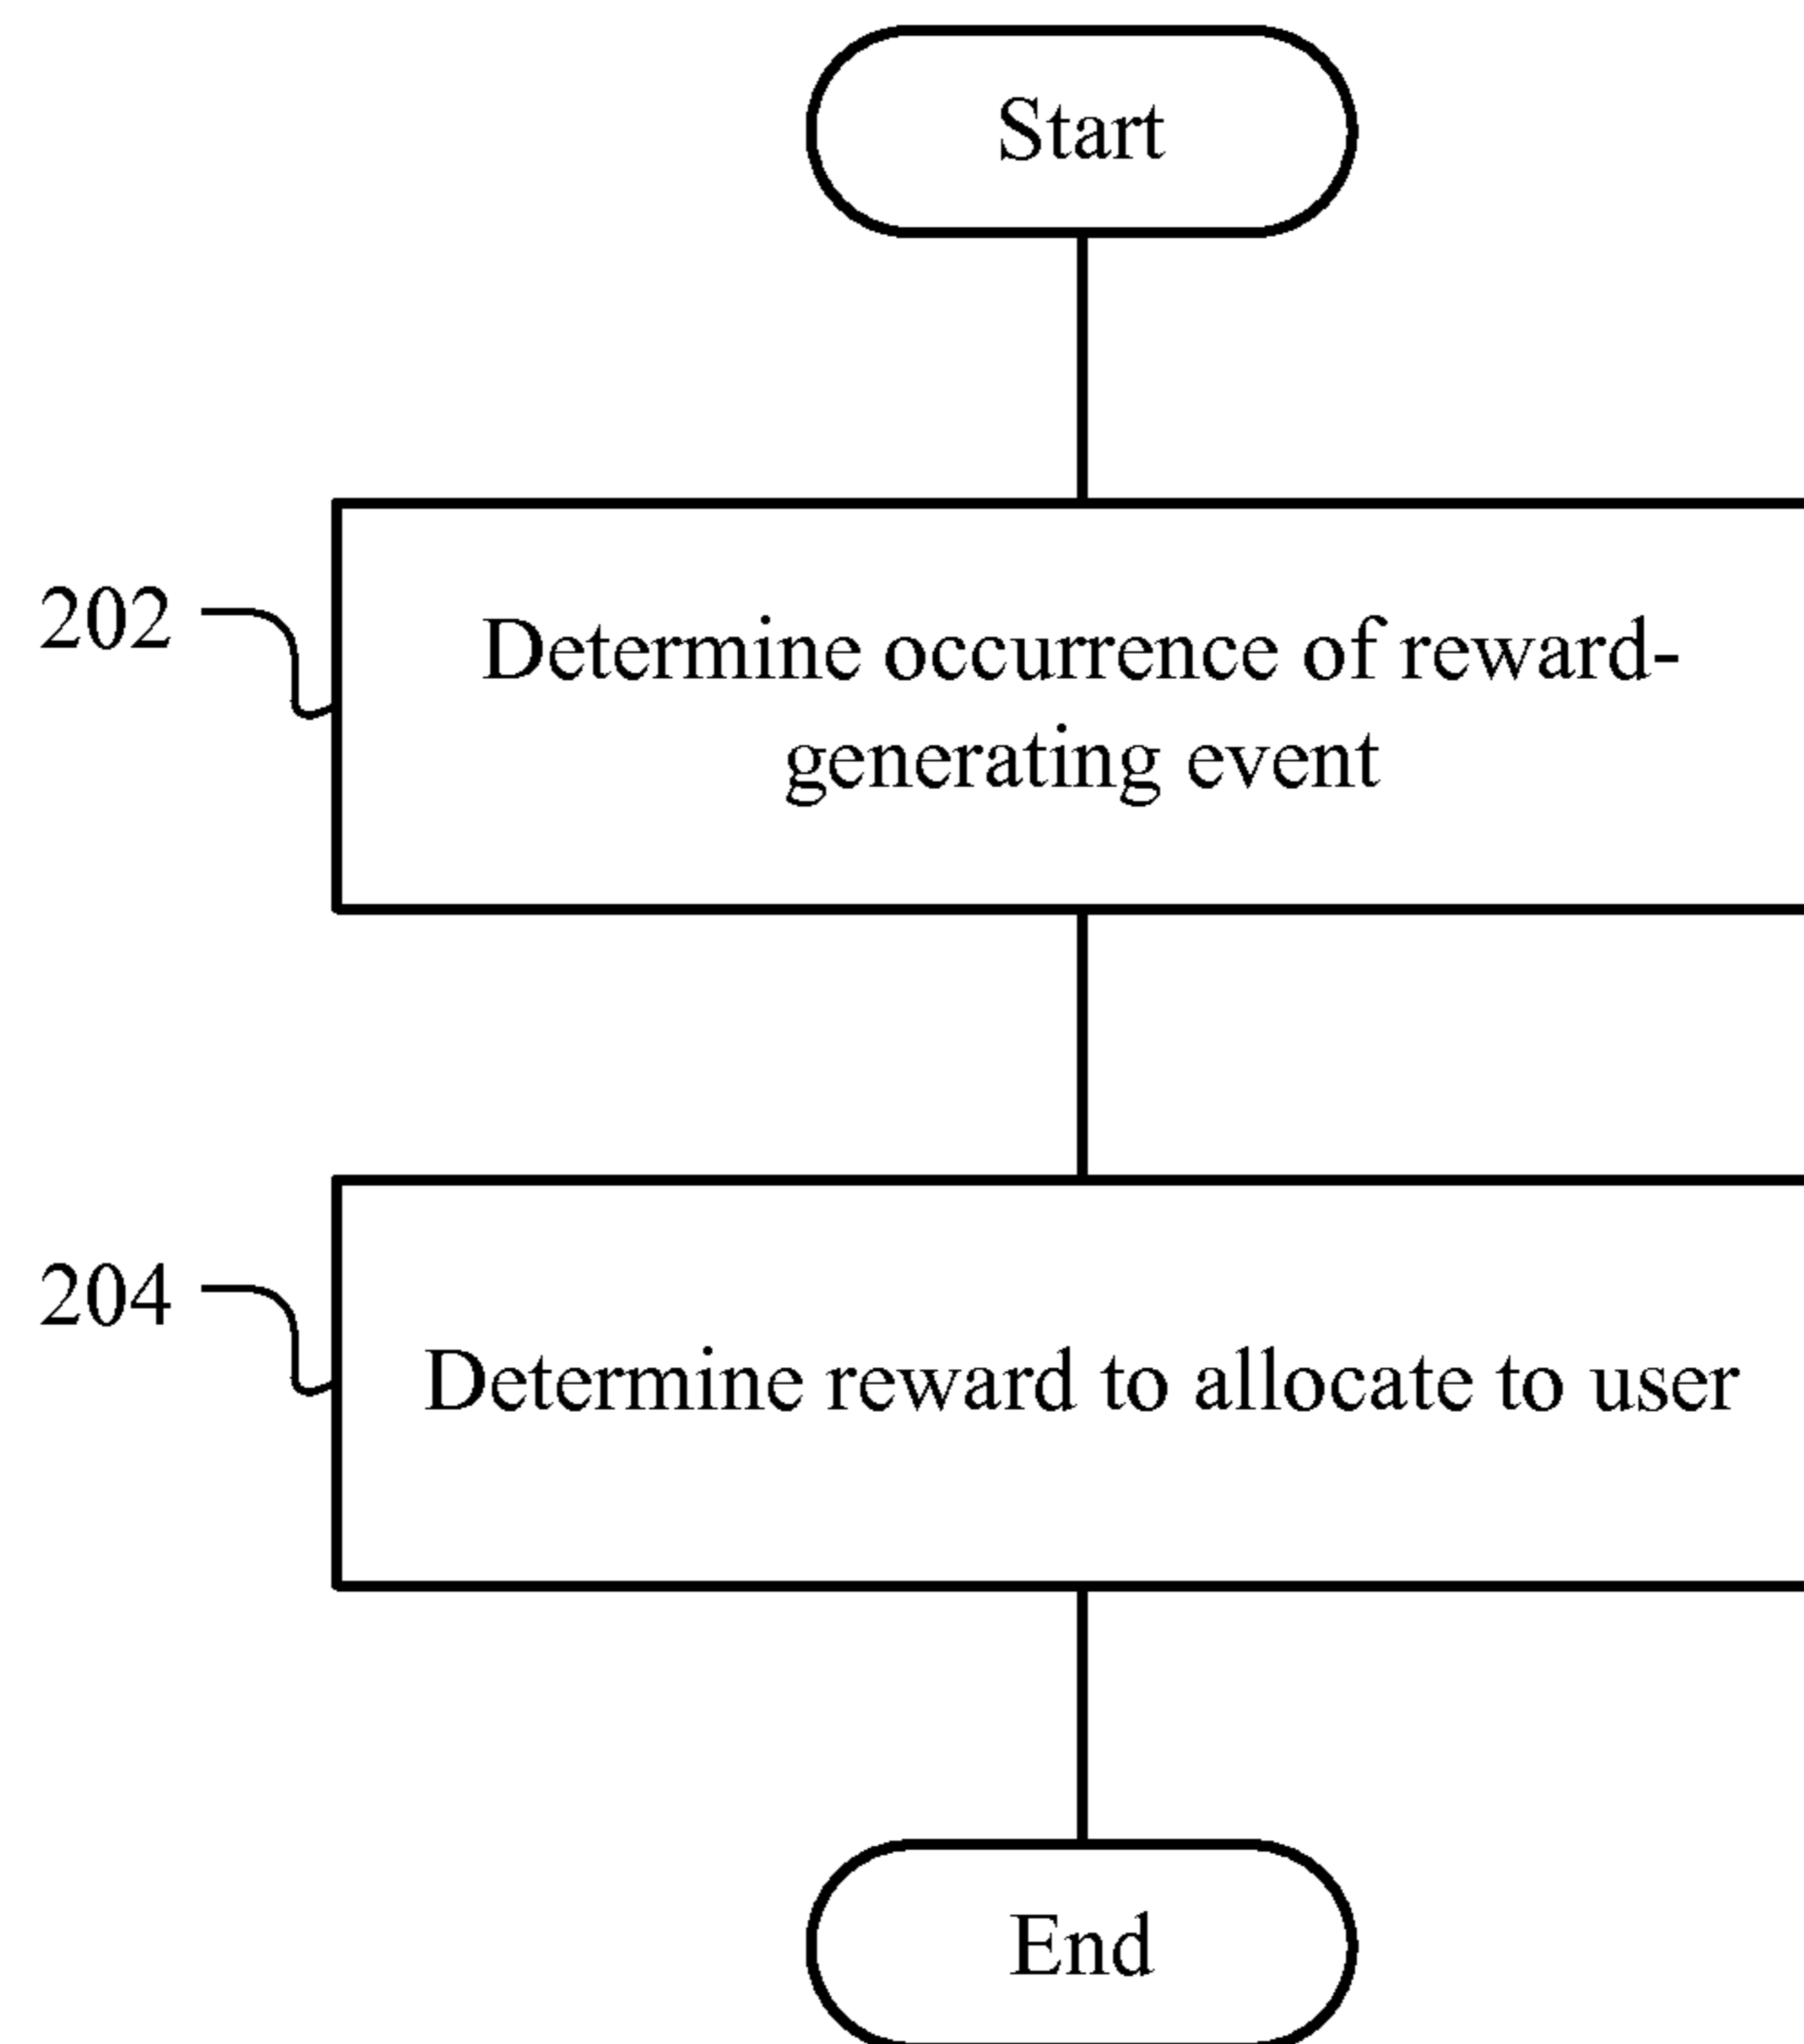 Start
202
Determine occurrence of reward-
generating event
204
Determine reward to allocate to user
End